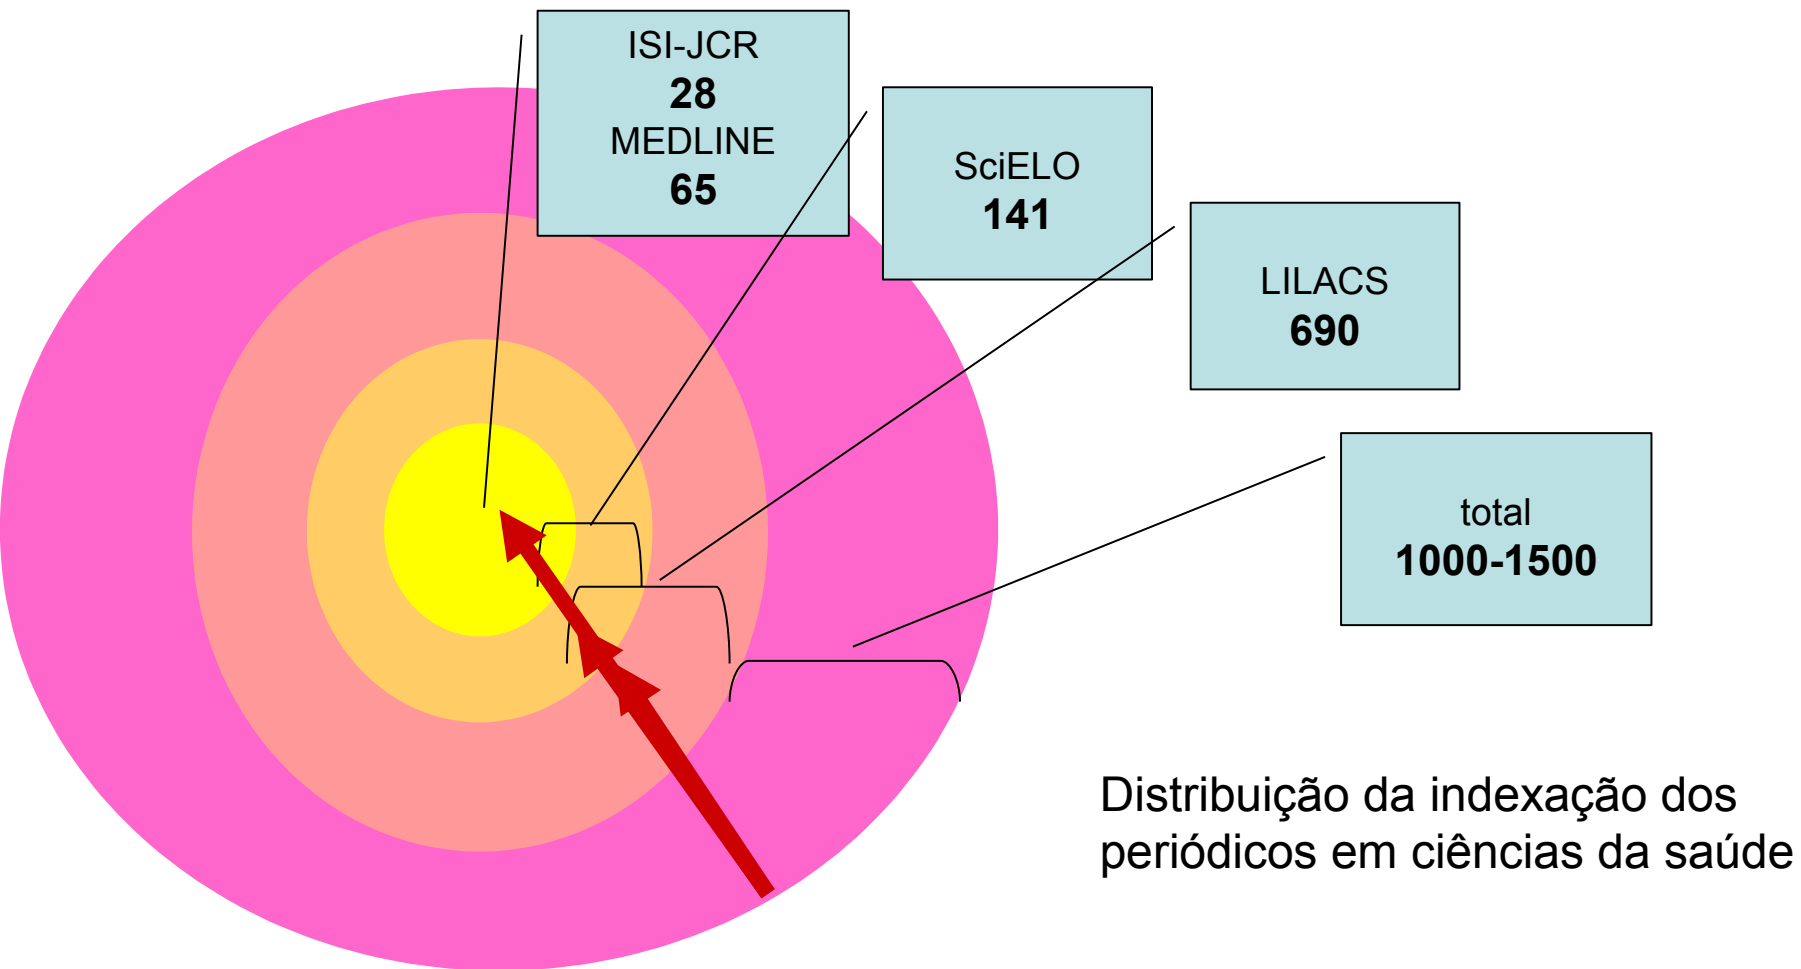 ISI-JCR
28
MEDLINE
65
SciELO
141
LILACS
690
total
1000-1500
Distribuição da indexação dos
periódicos em ciências da saúde